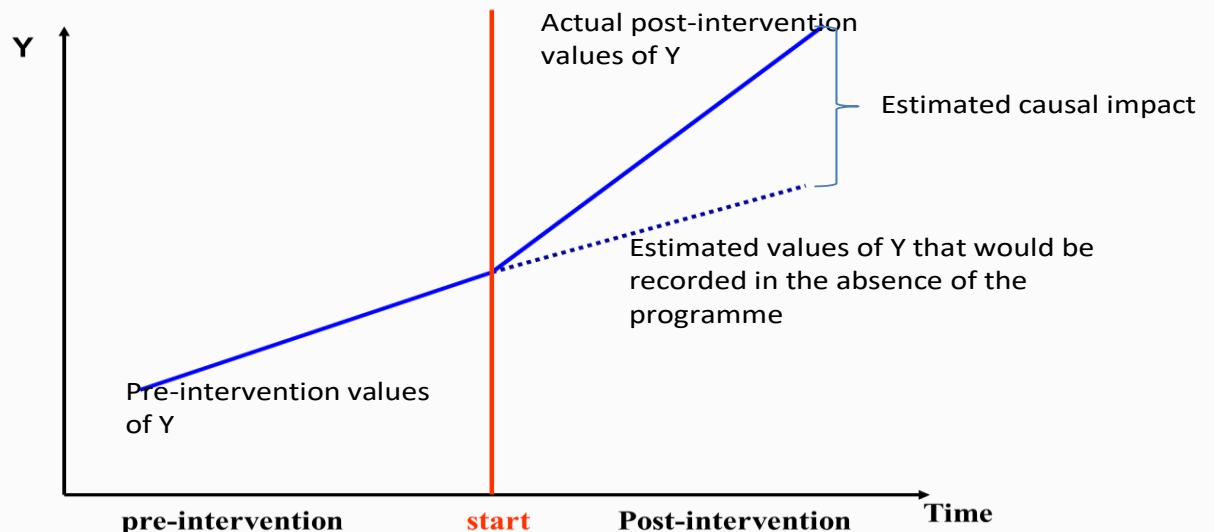 Y
Actual post-intervention
values of Y
Estimated causal impact
Estimated values of Y that would be
recorded in the absence of the
programme
Pre-intervention values
of Y
pre-intervention
start
Post-intervention
Time